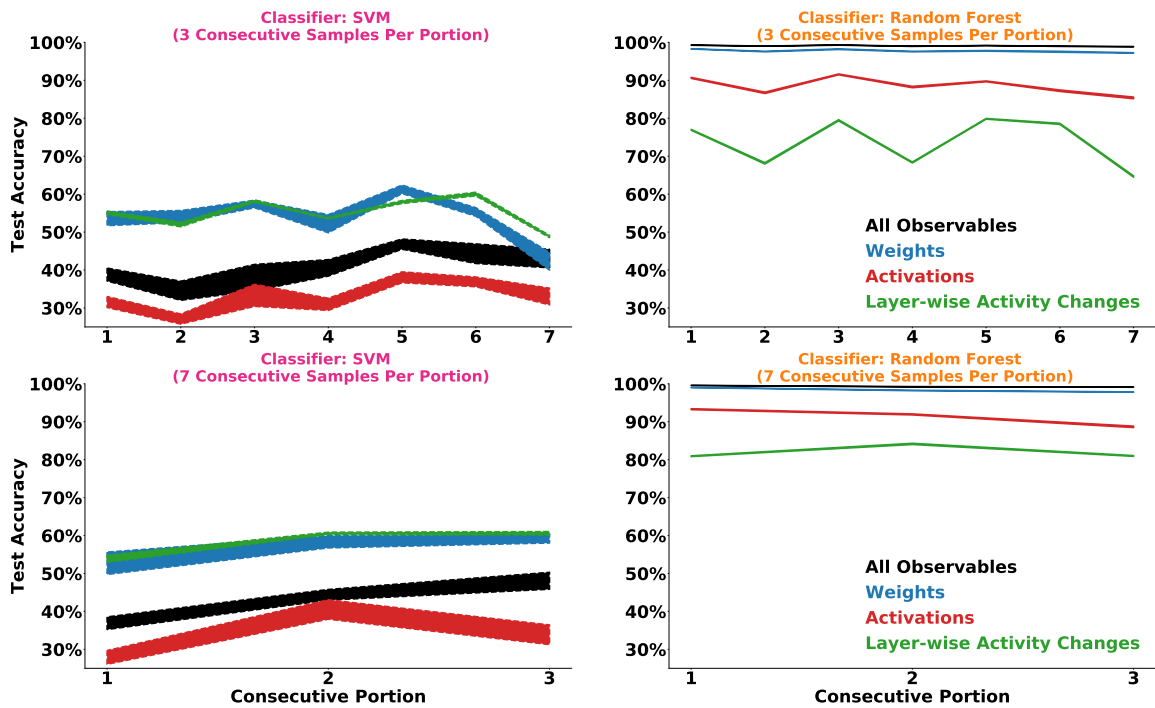 Classifier: SVM
(3 Consecutive Samples Per Portion)
100%
90%
80%
70%
60%
50%
40%
30%
Test Accuracy
1 2 3 4 5 6 7
Classifier: Random Forest
(3 Consecutive Samples Per Portion)
100%
90%
80%
70%
60%
50%
40%
30%
All Observables
Weights
Activations
Layer-wise Activity Changes
1 2 3 4 5 6 7
Classifier: SVM
(7 Consecutive Samples Per Portion)
100%
90%
80%
70%
60%
50%
40%
30%
Test Accuracy
1 2 3
Consecutive Portion
Classifier: Random Forest
(7 Consecutive Samples Per Portion)
100%
90%
80%
70%
60%
50%
40%
30%
All Observables
Weights
Activations
Layer-wise Activity Changes
1 2 3
Consecutive Portion